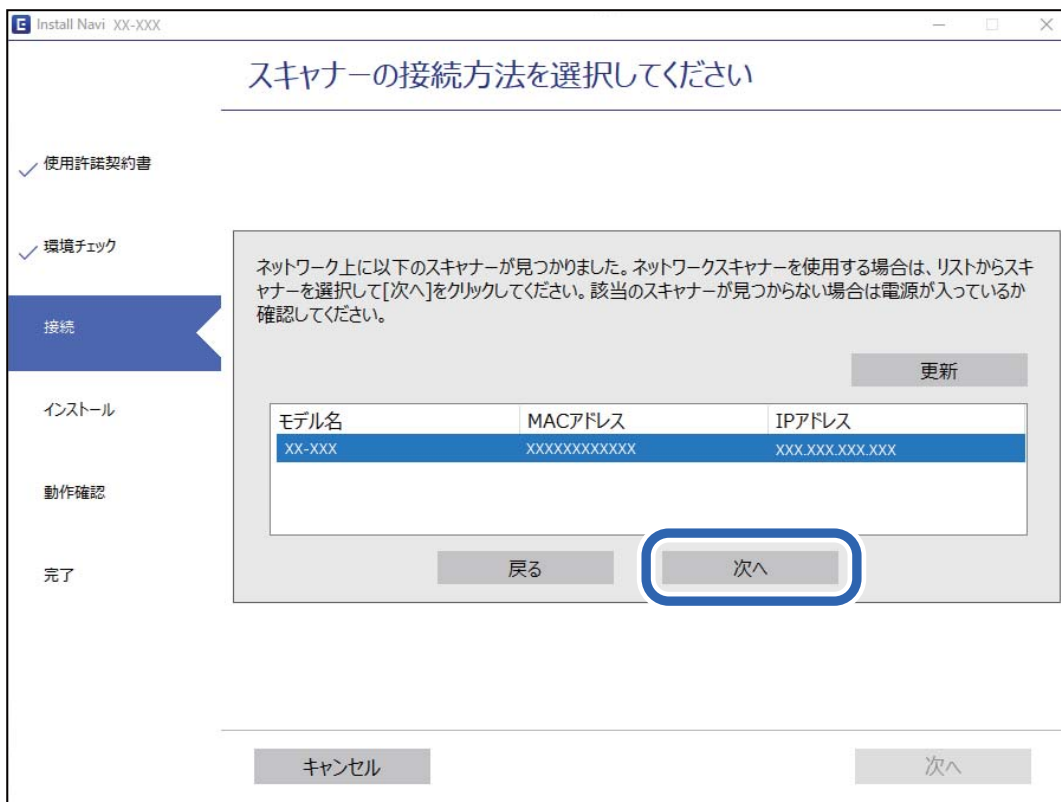 E Install Navi XX-XXX
スキャナーの接続方法を選択してください
使用許諾契約書
環境チェック
接続
インストール
動作確認
完了
ネットワーク上に以下のスキャナーが見つかりました。ネットワークスキャナーを使用する場合は、リストからスキ
ャナーを選択して[次へ]をクリックしてください。該当のスキャナーが見つからない場合は電源が入っているか
確認してください。
更新
モデル名 MACアドレス IPアドレス
XX-XXX XXXXXXXXXXXX XXX.XXX.XXX.XXX
戻る 次へ
キャンセル 次へ